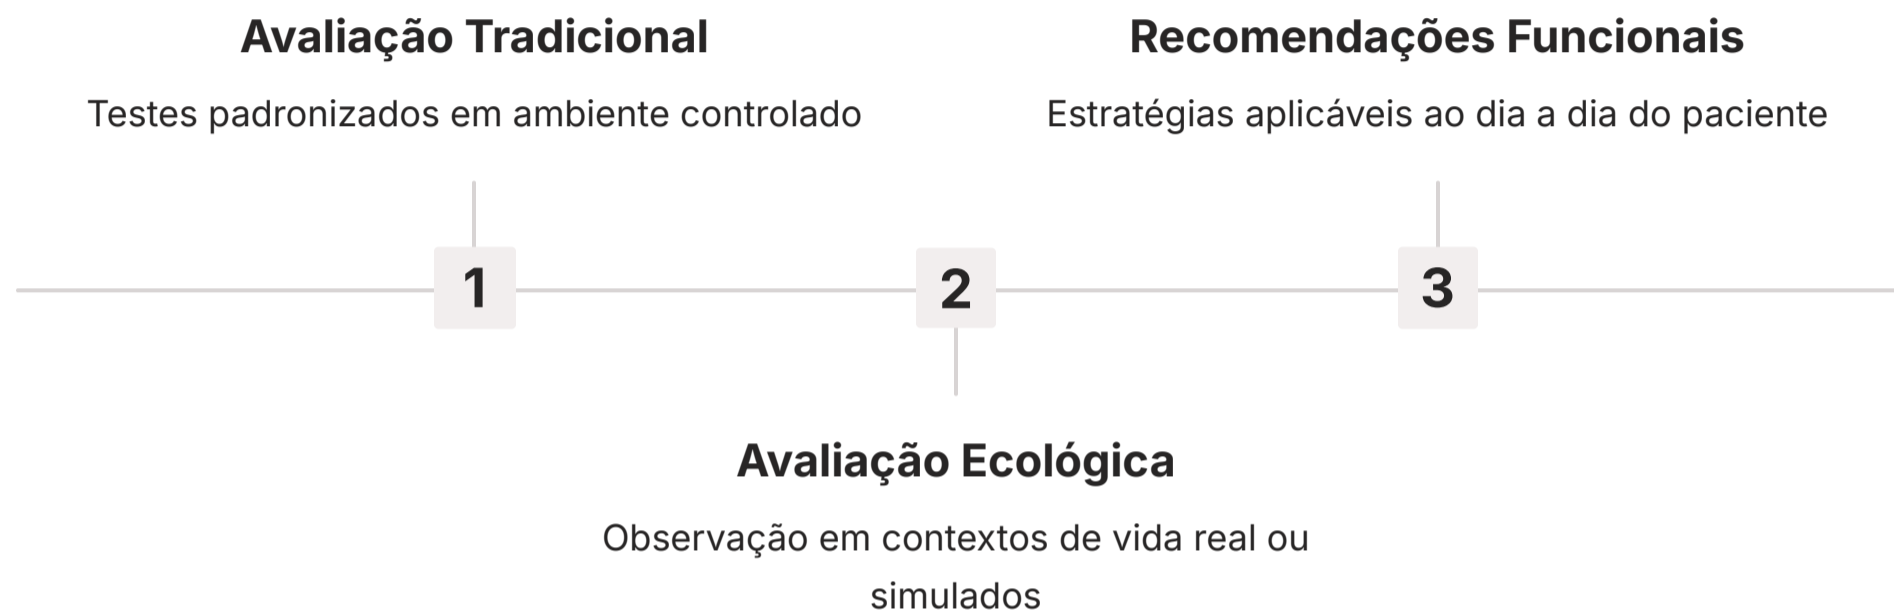 Avaliação Tradicional
Testes padronizados em ambiente controlado
Recomendações Funcionais
Estratégias aplicáveis ao dia a dia do paciente
1
2
3
Avaliação Ecológica
Observação em contextos de vida real ou
simulados